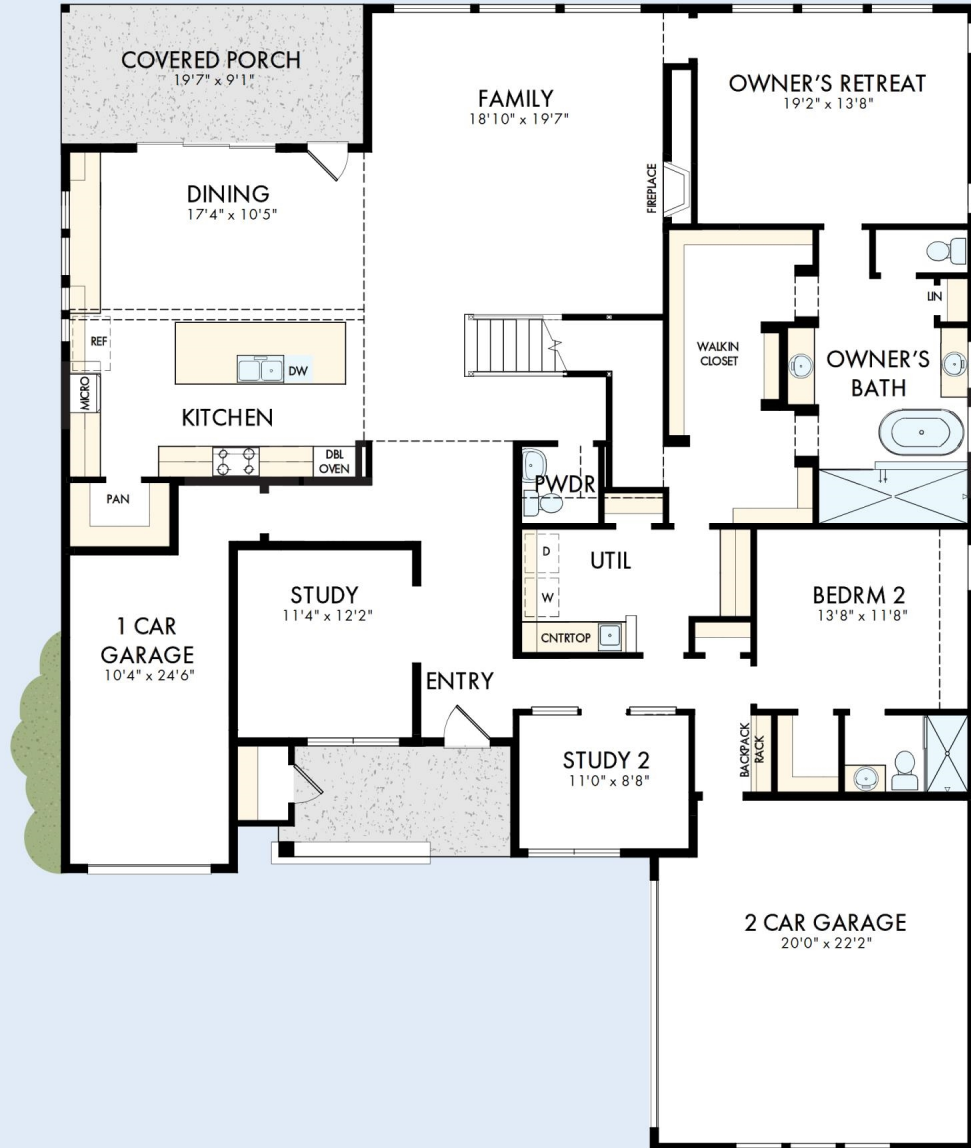 COVERED PORCH
19'7" x 9'1"
FAMILY
18'10" x 19'7"
OWNER'S RETREAT
19'2" x 13'8"
DINING
17'4" x 10'5"
FIREPLACE
LIN
REF
MICRO
DW
KITCHEN
DBL
OVEN
PAN
WALKIN
CLOSET
OWNER'S
BATH
PWDR
UTIL
D
W
CNTRTOP
STUDY
11'4" x 12'2"
BEDRM 2
13'8" x 11'8"
1 CAR
GARAGE
10'4" x 24'6"
ENTRY
STUDY 2
11'0" x 8'8"
BACKPACK
RACK
2 CAR GARAGE
20'0" x 22'2"